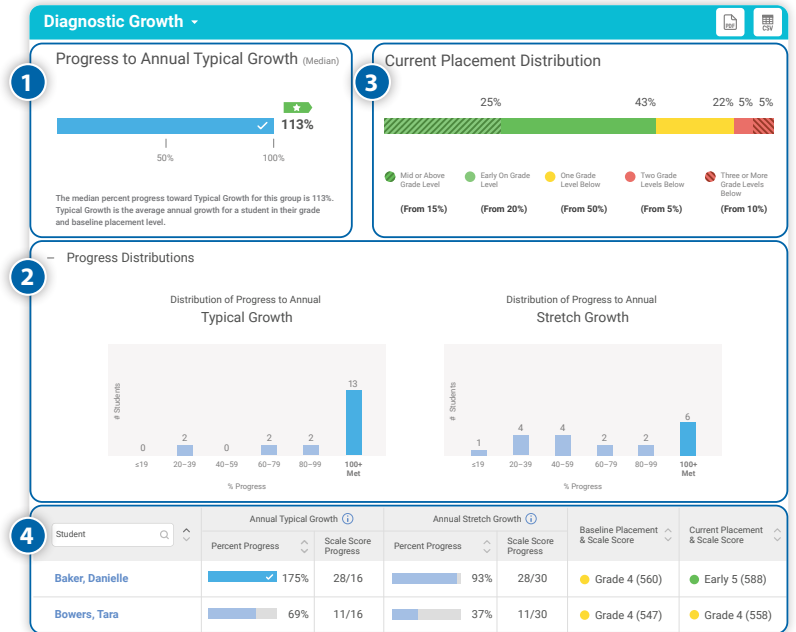 Diagnostic Growth
PDF
CSV
1
Progress to Annual Typical Growth (Median)
113%
50%
100%
The median percent progress toward Typical Growth for this group is 113%.
Typical Growth is the average annual growth for a student in their grade
and baseline placement level.
3
Current Placement Distribution
25% 43% 22% 5% 5%
Mid or Above
Grade Level
(From 15%)
Early On Grade
Level
(From 20%)
One Grade
Level Below
(From 50%)
Two Grade
Levels Below
(From 5%)
Three or More
Grade Levels
Below
(From 10%)
2
– Progress Distributions
Distribution of Progress to Annual
Typical Growth
# Students
0 2 0 2 2 13
≤19 20–39 40–59 60–79 80–99 100+
Met
% Progress
Distribution of Progress to Annual
Stretch Growth
# Students
1 4 4 2 2 6
≤19 20–39 40–59 60–79 80–99 100+
Met
% Progress
4
Student
Annual Typical Growth
Percent Progress
Scale Score
Progress
Annual Stretch Growth
Percent Progress
Scale Score
Progress
Baseline Placement
& Scale Score
Current Placement
& Scale Score
Baker, Danielle 175% 28/16 93% 28/30 Grade 4 (560) Early 5 (588)
Bowers, Tara 69% 11/16 37% 11/30 Grade 4 (547) Grade 4 (558)